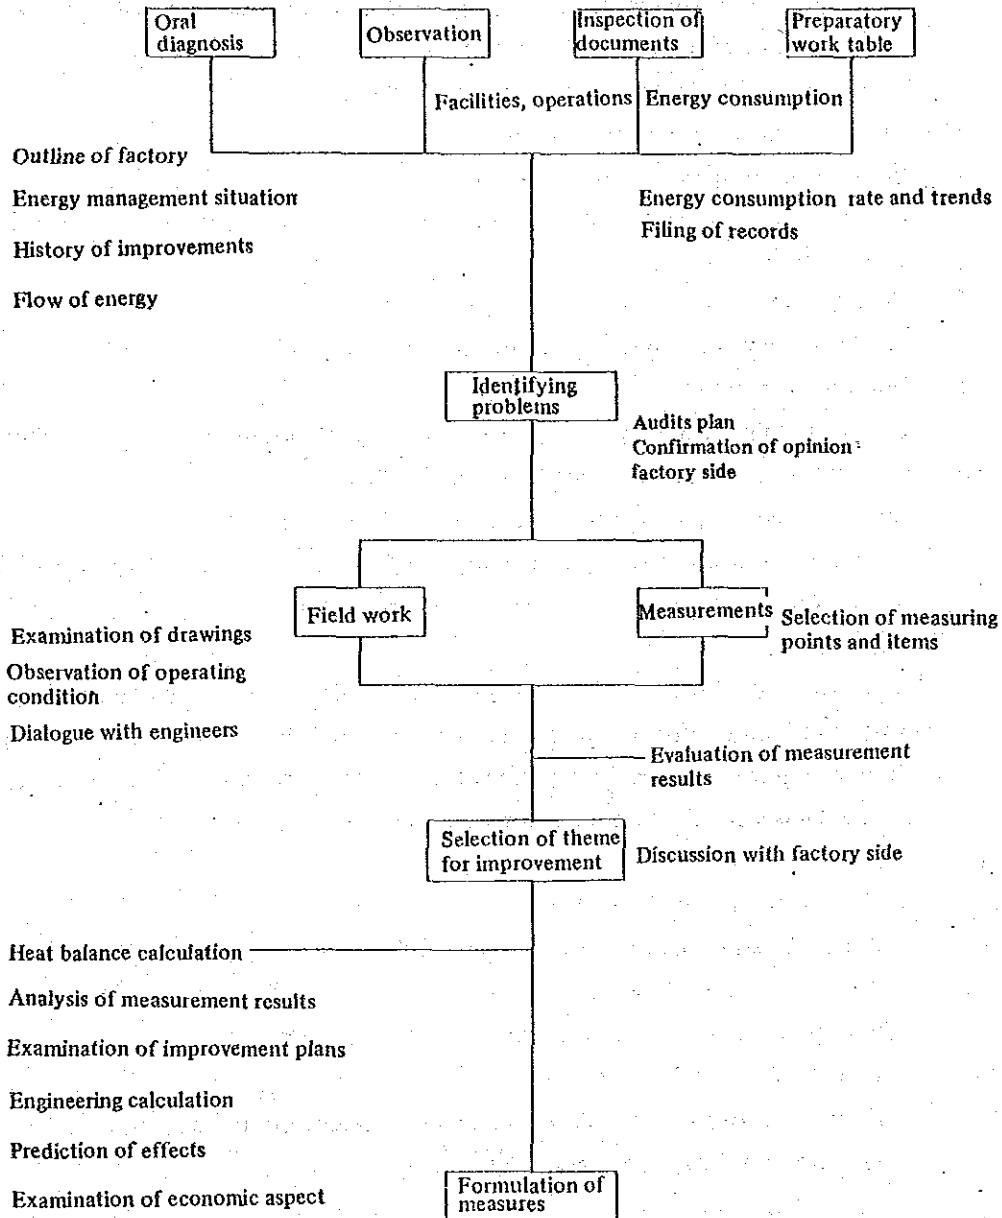 Oral
diagnosis
Observation
Inspection of
documents
Preparatory
work table
Facilities, operations
Energy consumption
Outline of factory
Energy management situation
Energy consumption rate and trends
History of improvements
Filing of records
Flow of energy
Identifying
problems
Audits plan
Confirmation of opinion
factory side
Field work
Measurements
Selection of measuring
points and items
Examination of drawings
Observation of operating
condition
Dialogue with engineers
Evaluation of measurement
results
Selection of theme
for improvement
Discussion with factory side
Heat balance calculation
Analysis of measurement results
Examination of improvement plans
Engineering calculation
Prediction of effects
Examination of economic aspect
Formulation of
measures